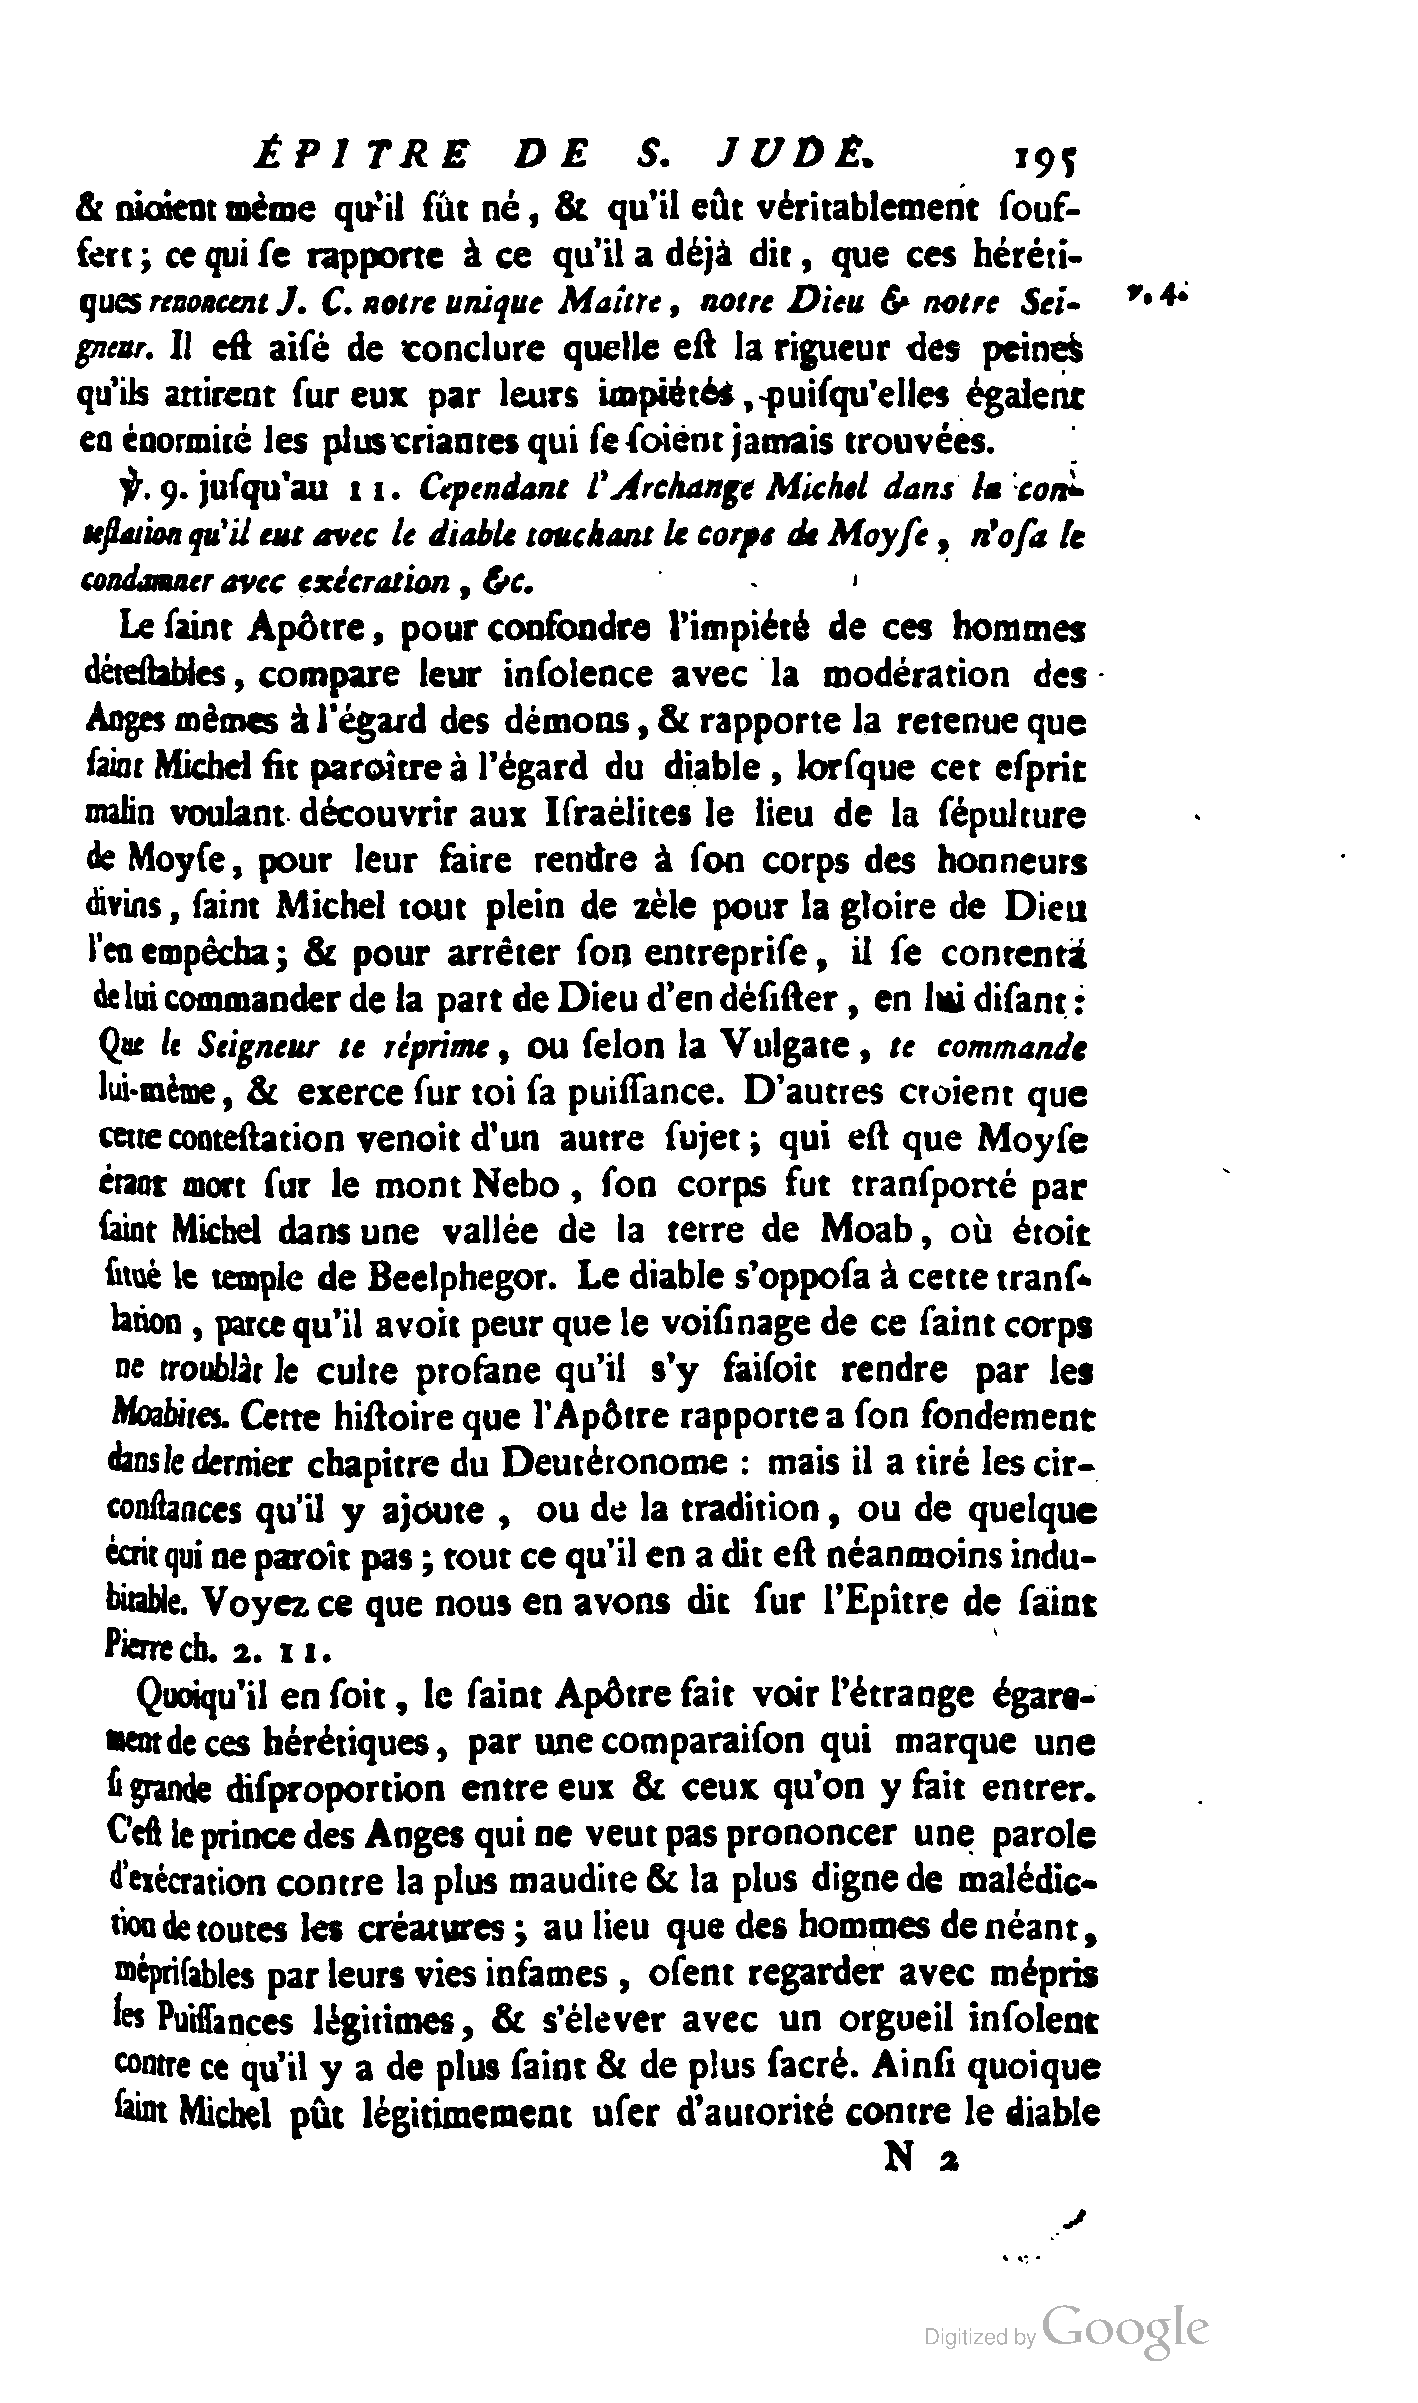 ÉPITRE DE S. JUDE. 195
& nioient même qu'il fût né, & qu'il eût véritablement ſouf-
fert; ce qui ſe rapporte à ce qu'il a déjà dit, que ces héréti-
ques renoncent J. C. notre unique Maître, notre Dieu & notre Sei- v. 4.
gneur. Il eſt aiſé de conclure quelle eſt la rigueur des peines
qu'ils attirent ſur eux par leurs impiétés, puiſqu'elles égalent
en énormité les plus criantes qui ſe ſoient jamais trouvées.
℣. 9. juſqu'au 11. Cependant l'Archange Michel dans la con-
teſtation qu'il eut avec le diable touchant le corps de Moyſe, n'oſa le
condamner avec exécration, &c.
Le ſaint Apôtre, pour confondre l'impiété de ces hommes
déteſtables, compare leur inſolence avec la modération des
Anges mêmes à l'égard des démons, & rapporte la retenue que
ſaint Michel fit paroître à l'égard du diable, lorſque cet eſprit
malin voulant découvrir aux Iſraélites le lieu de la ſépulture
de Moyſe, pour leur faire rendre à ſon corps des honneurs
divins, ſaint Michel tout plein de zèle pour la gloire de Dieu
l'en empêcha; & pour arrêter ſon entrepriſe, il ſe contenta
de lui commander de la part de Dieu d'en déſiſter, en lui diſant:
Que le Seigneur te réprime, ou ſelon la Vulgate, te commande
lui-même, & exerce ſur toi ſa puiſſance. D'autres croient que
cette conteſtation venoit d'un autre ſujet; qui eſt que Moyſe
étant mort ſur le mont Nebo, ſon corps fut tranſporté par
ſaint Michel dans une vallée de la terre de Moab, où étoit
ſitué le temple de Beelphegor. Le diable s'oppoſa à cette tranſ-
lation, parce qu'il avoit peur que le voiſinage de ce ſaint corps
ne troublât le culte profane qu'il s'y faiſoit rendre par les
Moabites. Cette hiſtoire que l'Apôtre rapporte a ſon fondement
dans le dernier chapitre du Deutéronome : mais il a tiré les cir-
conſtances qu'il y ajoute, ou de la tradition, ou de quelque
écrit qui ne paroît pas; tout ce qu'il en a dit eſt néanmoins indu-
bitable. Voyez ce que nous en avons dit ſur l'Epître de ſaint
Pierre ch. 2. 11.
Quoiqu'il en ſoit, le ſaint Apôtre fait voir l'étrange égare-
ment de ces hérétiques, par une comparaiſon qui marque une
ſi grande diſproportion entre eux & ceux qu'on y fait entrer.
C'eſt le prince des Anges qui ne veut pas prononcer une parole
d'exécration contre la plus maudite & la plus digne de malédic-
tion de toutes les créatures; au lieu que des hommes de néant,
mépriſables par leurs vies infames, oſent regarder avec mépris
les Puiſſances légitimes, & s'élever avec un orgueil inſolent
contre ce qu'il y a de plus ſaint & de plus ſacré. Ainſi quoique
ſaint Michel pût légitimement uſer d'autorité contre le diable
N 2
Digitized by Google